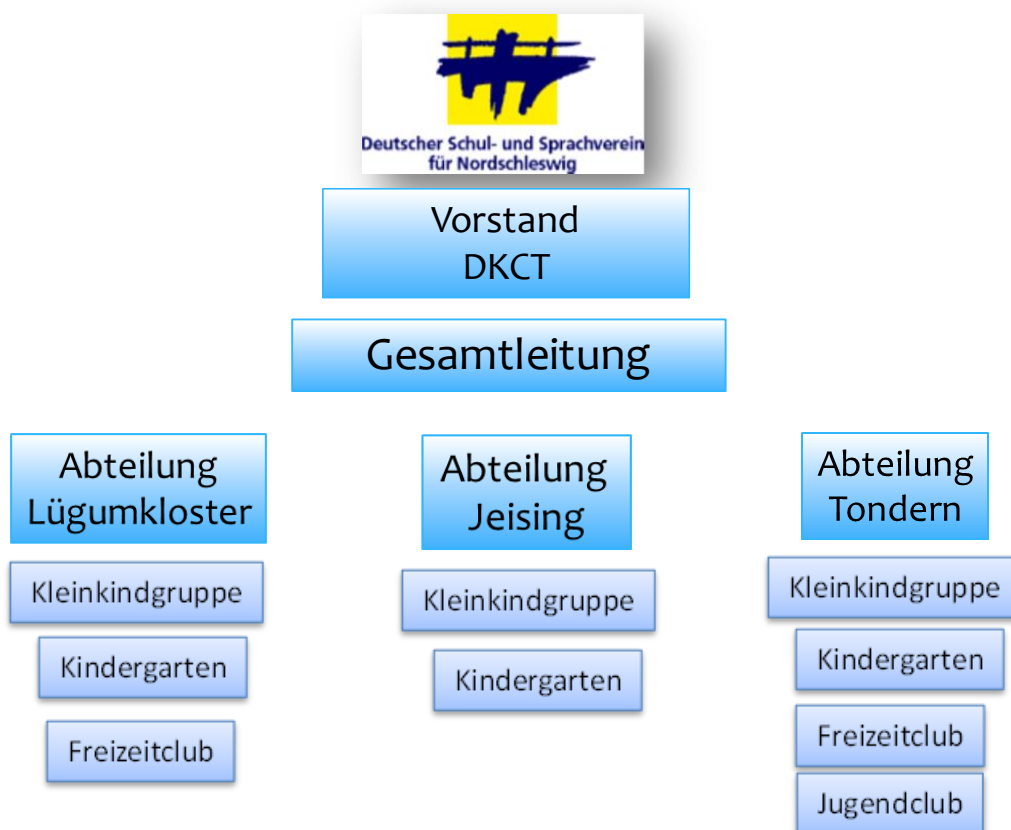 Deutscher Schul- und Sprachverein
für Nordschleswig
Vorstand
DKCT
Gesamtleitung
Abteilung
Lügumkloster
Kleinkindgruppe
Kindergarten
Freizeitclub
Abteilung
Jeising
Kleinkindgruppe
Kindergarten
Abteilung
Tondern
Kleinkindgruppe
Kindergarten
Freizeitclub
Jugendclub